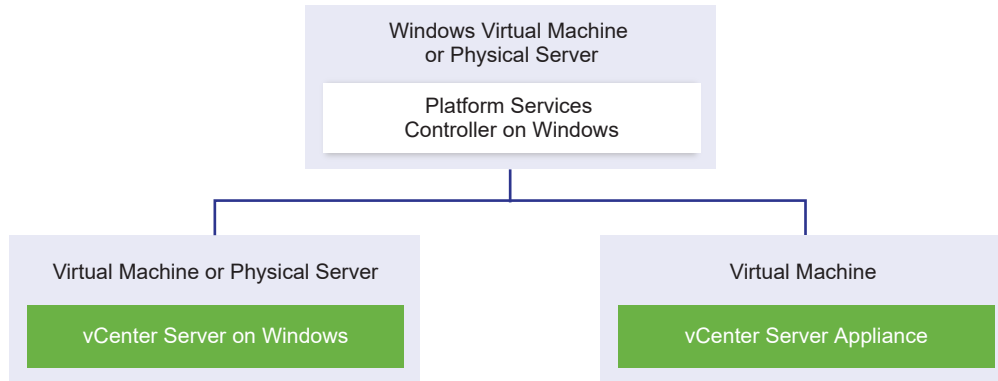 Windows Virtual Machine
or Physical Server
Platform Services
Controller on Windows
Virtual Machine or Physical Server
vCenter Server on Windows
Virtual Machine
vCenter Server Appliance